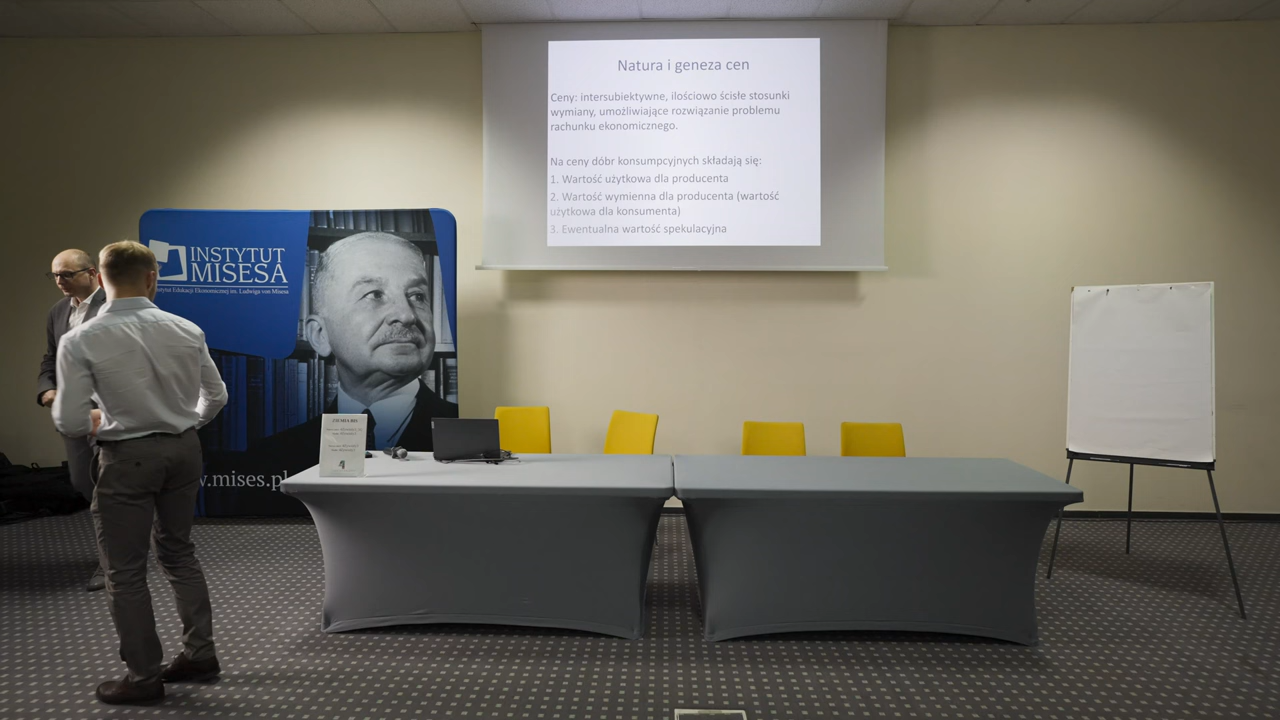 Natura i geneza cen
Ceny: intersubiektywne, ilościowo ścisłe stosunki
wymiany, umożliwiające rozwiązanie problemu
rachunku ekonomicznego.
Na ceny dóbr konsumpcyjnych składają się:
1. Wartość użytkowa dla producenta
2. Wartość wymienna dla producenta (wartość
użytkowa dla konsumenta)
3. Ewentualna wartość spekulacyjna
INSTYTUT
MISESA
Instytut Edukacji Ekonomicznej im. Ludwiga von Misesa
w.mises.pl